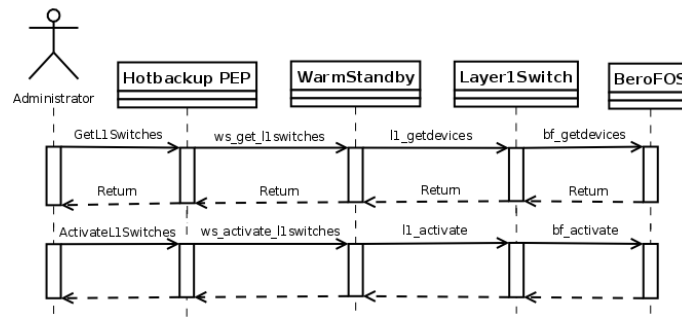 Hotbackup PEP WarmStandby Layer1Switch BeroFOS
Administrator
GetL1Switches ws_get_l1switches l1_getdevices bf_getdevices
Return Return Return Return
ActivateL1Switches ws_activate_l1switches l1_activate bf_activate